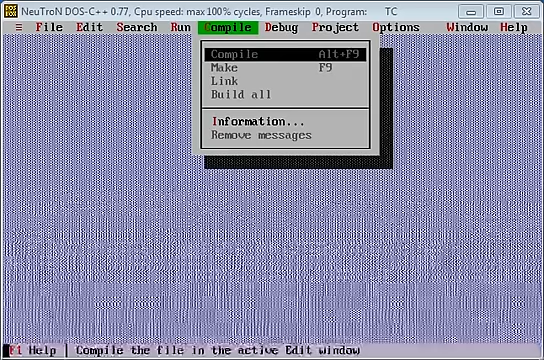 NeuTroN DOS-C++ 0.77, Cpu speed: max 100% cycles, Frameskip 0, Program: TC
≡ File Edit Search Run Compile Debug Project Options Window Help
Compile Alt+F9
Make F9
Link
Build all
Information...
Remove messages
F1 Help | Compile the file in the active Edit window